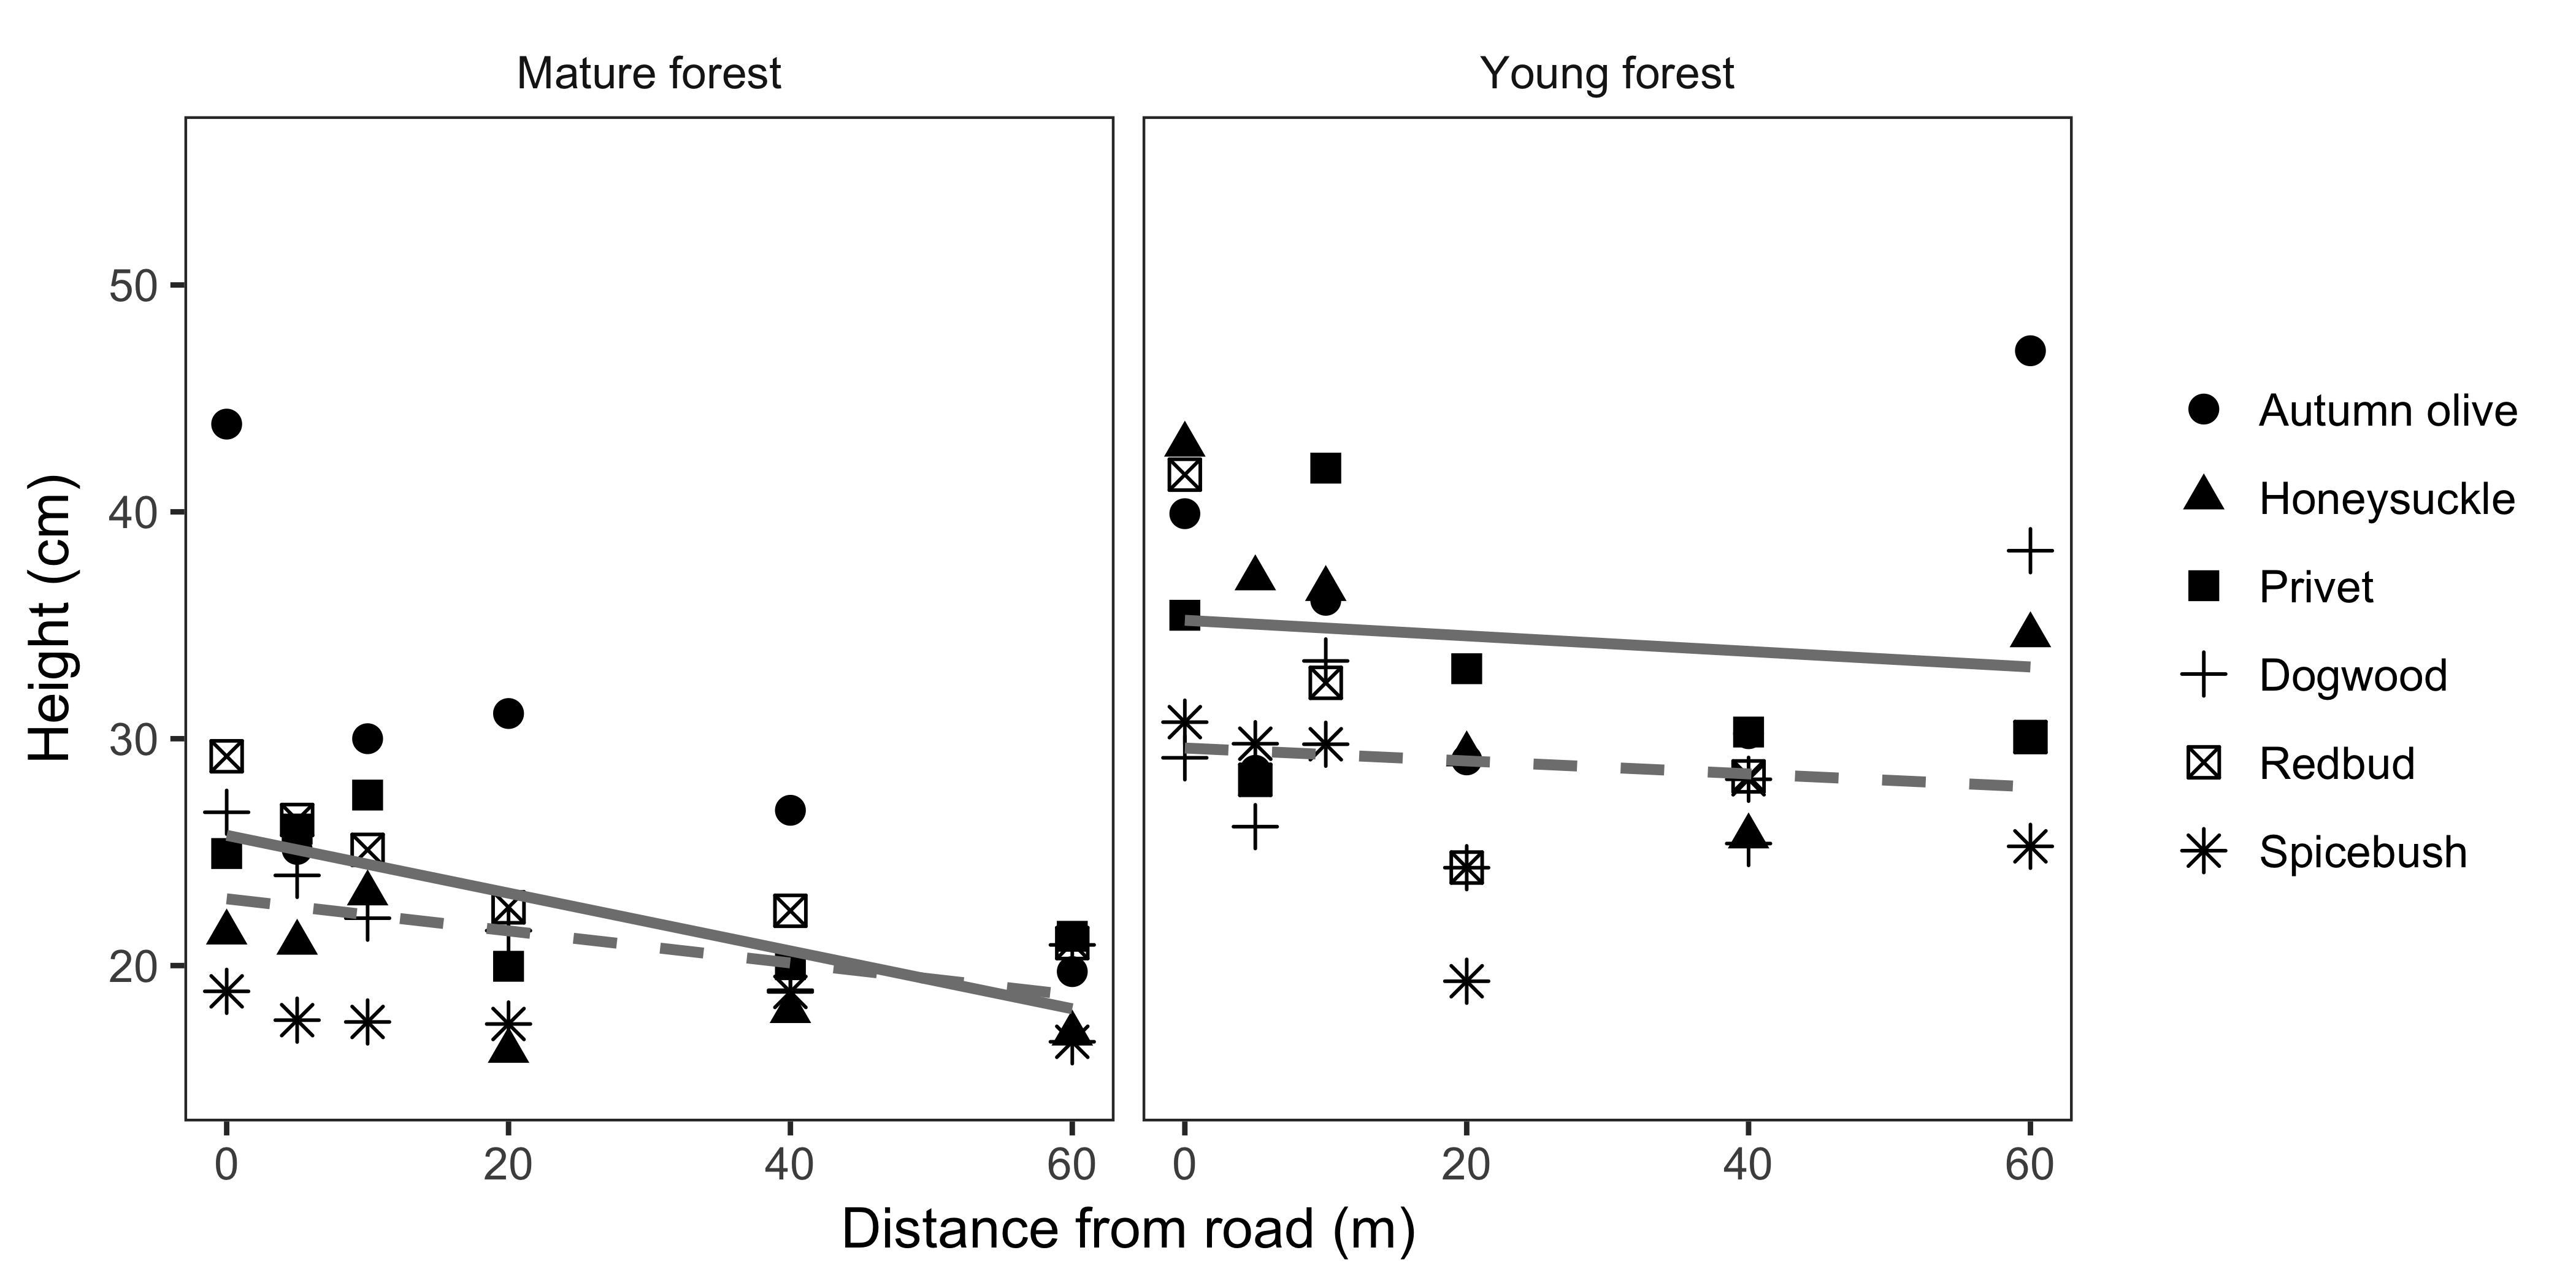 Mature forest
Young forest
Height (cm)
50
40
30
20
0 20 40 60
0 20 40 60
Distance from road (m)
Autumn olive
Honeysuckle
Privet
Dogwood
Redbud
Spicebush